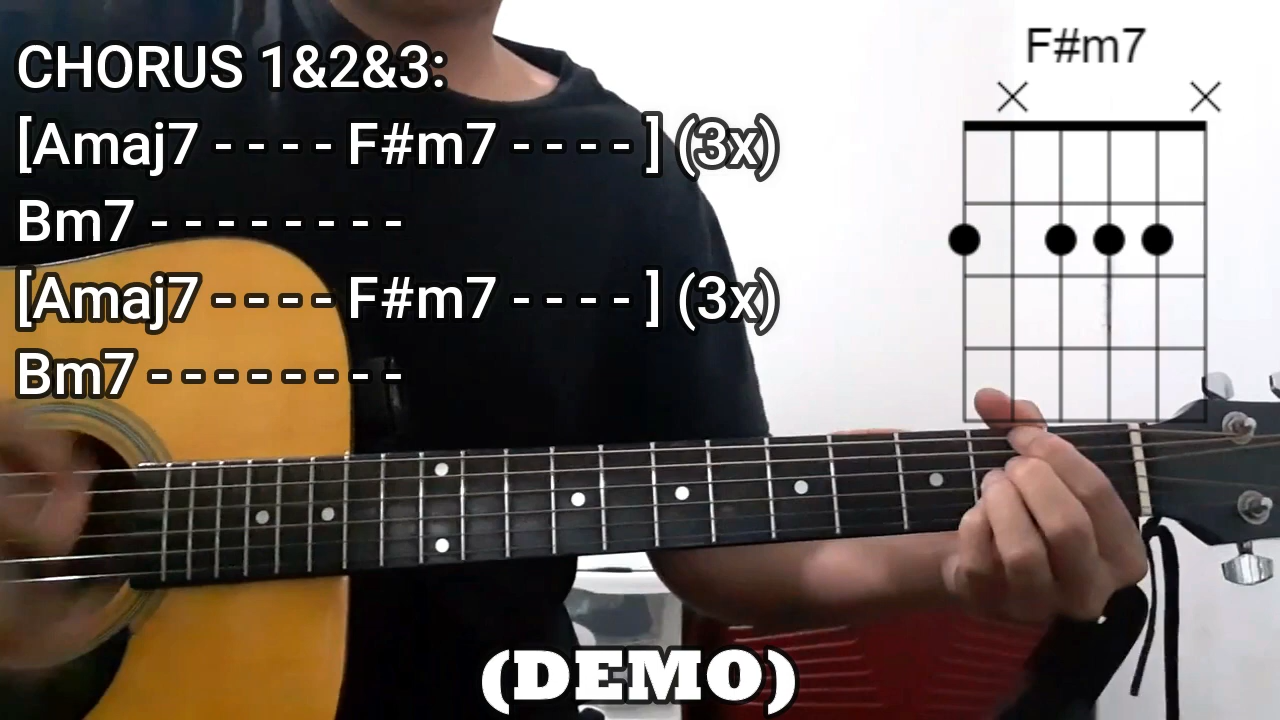 CHORUS 1&2&3:
[Amaj7 - - - - F#m7 - - - - ] (3x)
Bm7 - - - - - - - -
[Amaj7 - - - - F#m7 - - - - ] (3x)
Bm7 - - - - - - - -
F#m7
(DEMO)